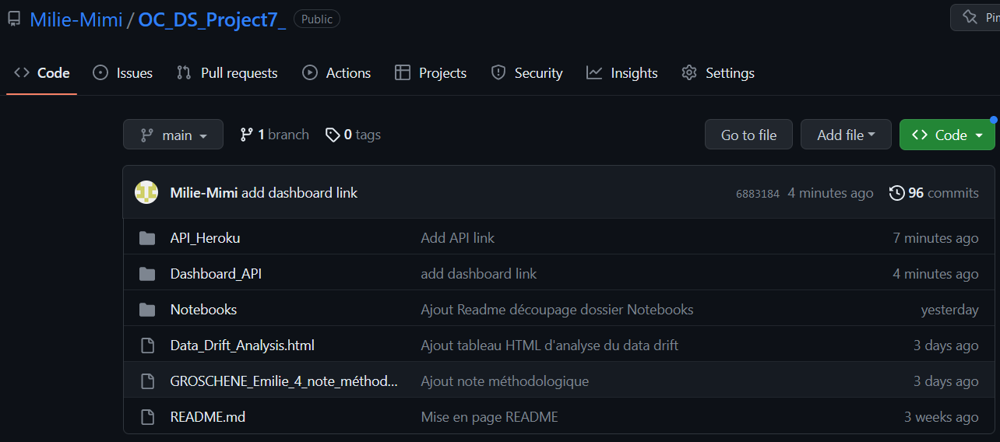 Milie-Mimi / OC_DS_Project7_ Public
Code Issues Pull requests Actions Projects Security Insights Settings
main 1 branch 0 tags Go to file Add file Code
Milie-Mimi add dashboard link 6883184 4 minutes ago 96 commits
API_Heroku Add API link 7 minutes ago
Dashboard_API add dashboard link 4 minutes ago
Notebooks Ajout Readme découpage dossier Notebooks yesterday
Data_Drift_Analysis.html Ajout tableau HTML d'analyse du data drift 3 days ago
GROSCHENE_Emilie_4_note_méthod... Ajout note méthodologique 3 days ago
README.md Mise en page README 3 weeks ago